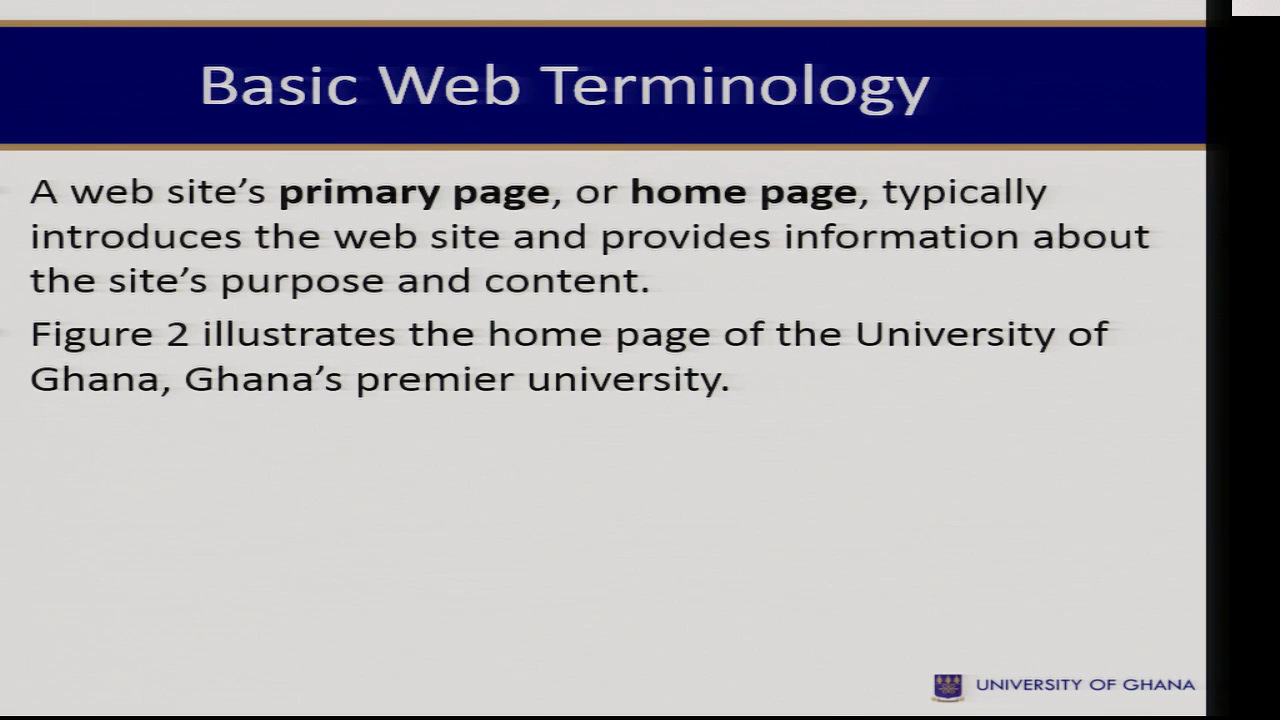 Basic Web Terminology
A web site’s primary page, or home page, typically
introduces the web site and provides information about
the site’s purpose and content.
Figure 2 illustrates the home page of the University of
Ghana, Ghana’s premier university.
UNIVERSITY OF GHANA